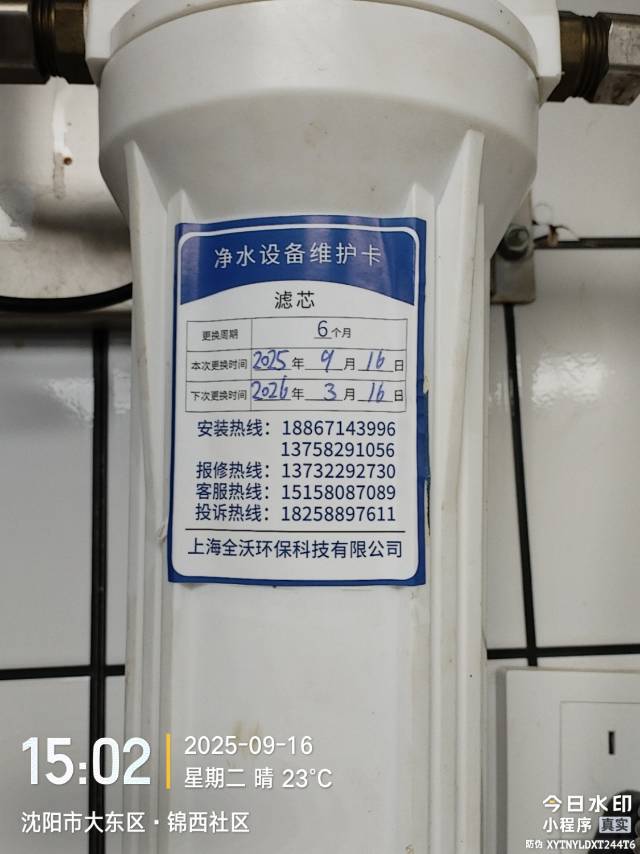 净水设备维护卡
滤芯
更换周期 6个月
本次更换时间 2025年9月16日
下次更换时间 2026年3月16日
安装热线：18867143996
13758291056
报修热线：13732292730
客服热线：15158087089
投诉热线：18258897611
上海全沃环保科技有限公司
15:02
2025-09-16
星期二 晴 23℃
沈阳市大东区·锦西社区
今日水印
小程序 真实
防伪 XYTNYLDXT244T6